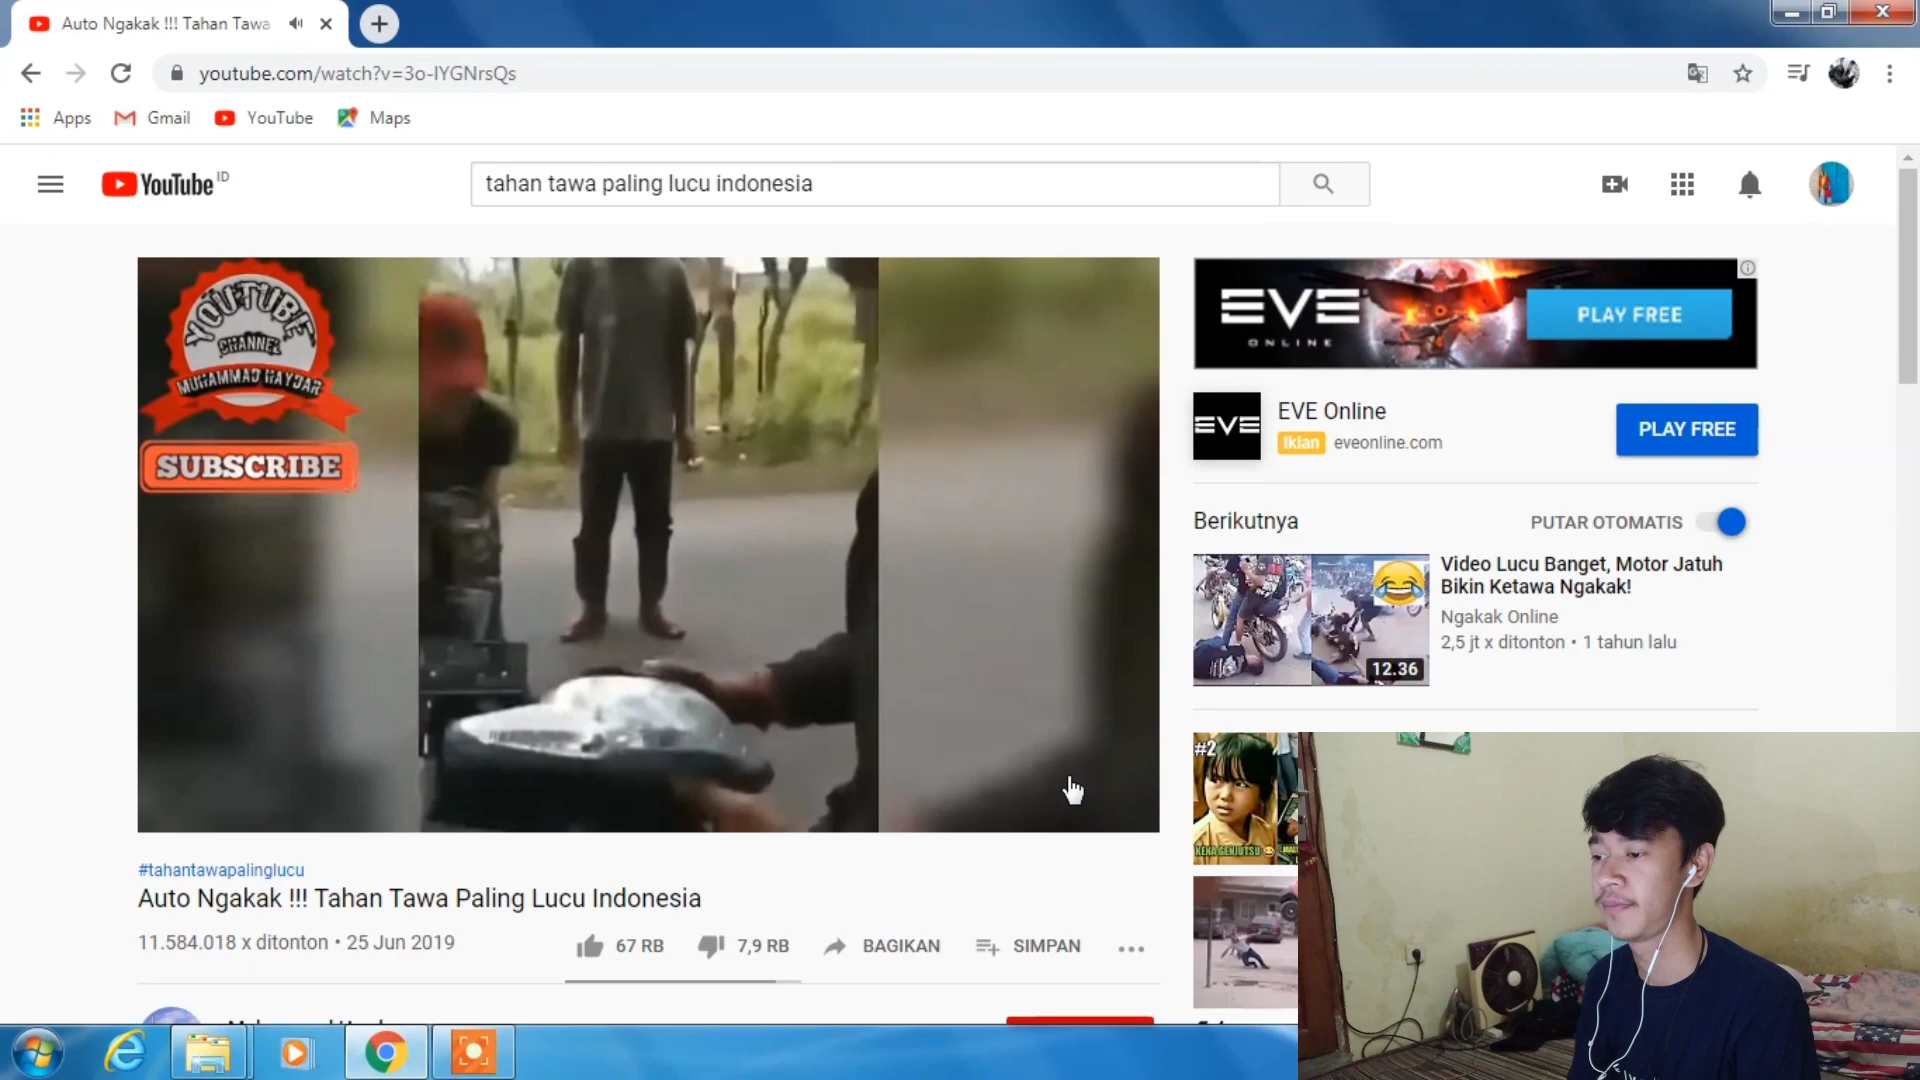 Auto Ngakak !!! Tahan Tawa
youtube.com/watch?v=3o-IYGNrsQs
Apps
Gmail
YouTube
Maps
YouTube ID
tahan tawa paling lucu indonesia
YOUTUBE
CHANNEL
MUHAMMAD HAYDAR
SUBSCRIBE
EVE
ONLINE
PLAY FREE
EVE
EVE Online
Iklan eveonline.com
PLAY FREE
Berikutnya
PUTAR OTOMATIS
Video Lucu Banget, Motor Jatuh
Bikin Ketawa Ngakak!
Ngakak Online
2,5 jt x ditonton • 1 tahun lalu
12.36
#2
KENA GENJUTSU
#tahantawapalinglucu
Auto Ngakak !!! Tahan Tawa Paling Lucu Indonesia
11.584.018 x ditonton • 25 Jun 2019
67 RB
7,9 RB
BAGIKAN
SIMPAN